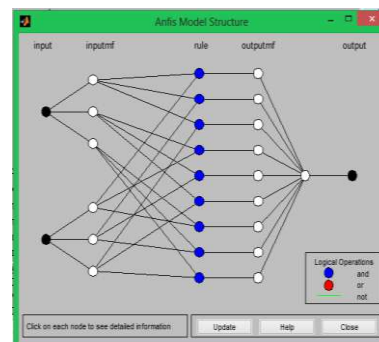 Anfis Model Structure
input inputmf rule outputmf output
Logical Operations
and
or
not
Click on each node to see detailed information
Update Help Close